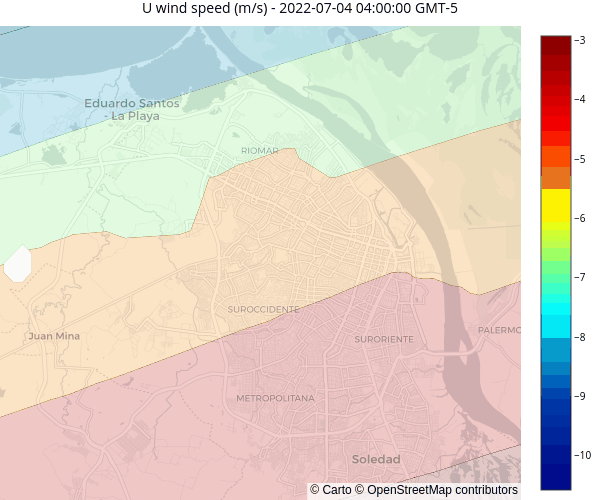 U wind speed (m/s) - 2022-07-04 04:00:00 GMT-5
−3
Eduardo Santos
- La Playa
−4
RIOMAR
−5
−6
−7
SUROCCIDENTE
Juan Mina
SURORIENTE
PALERMO
−8
METROPOLITANA
−9
Soledad
−10
© Carto © OpenStreetMap contributors